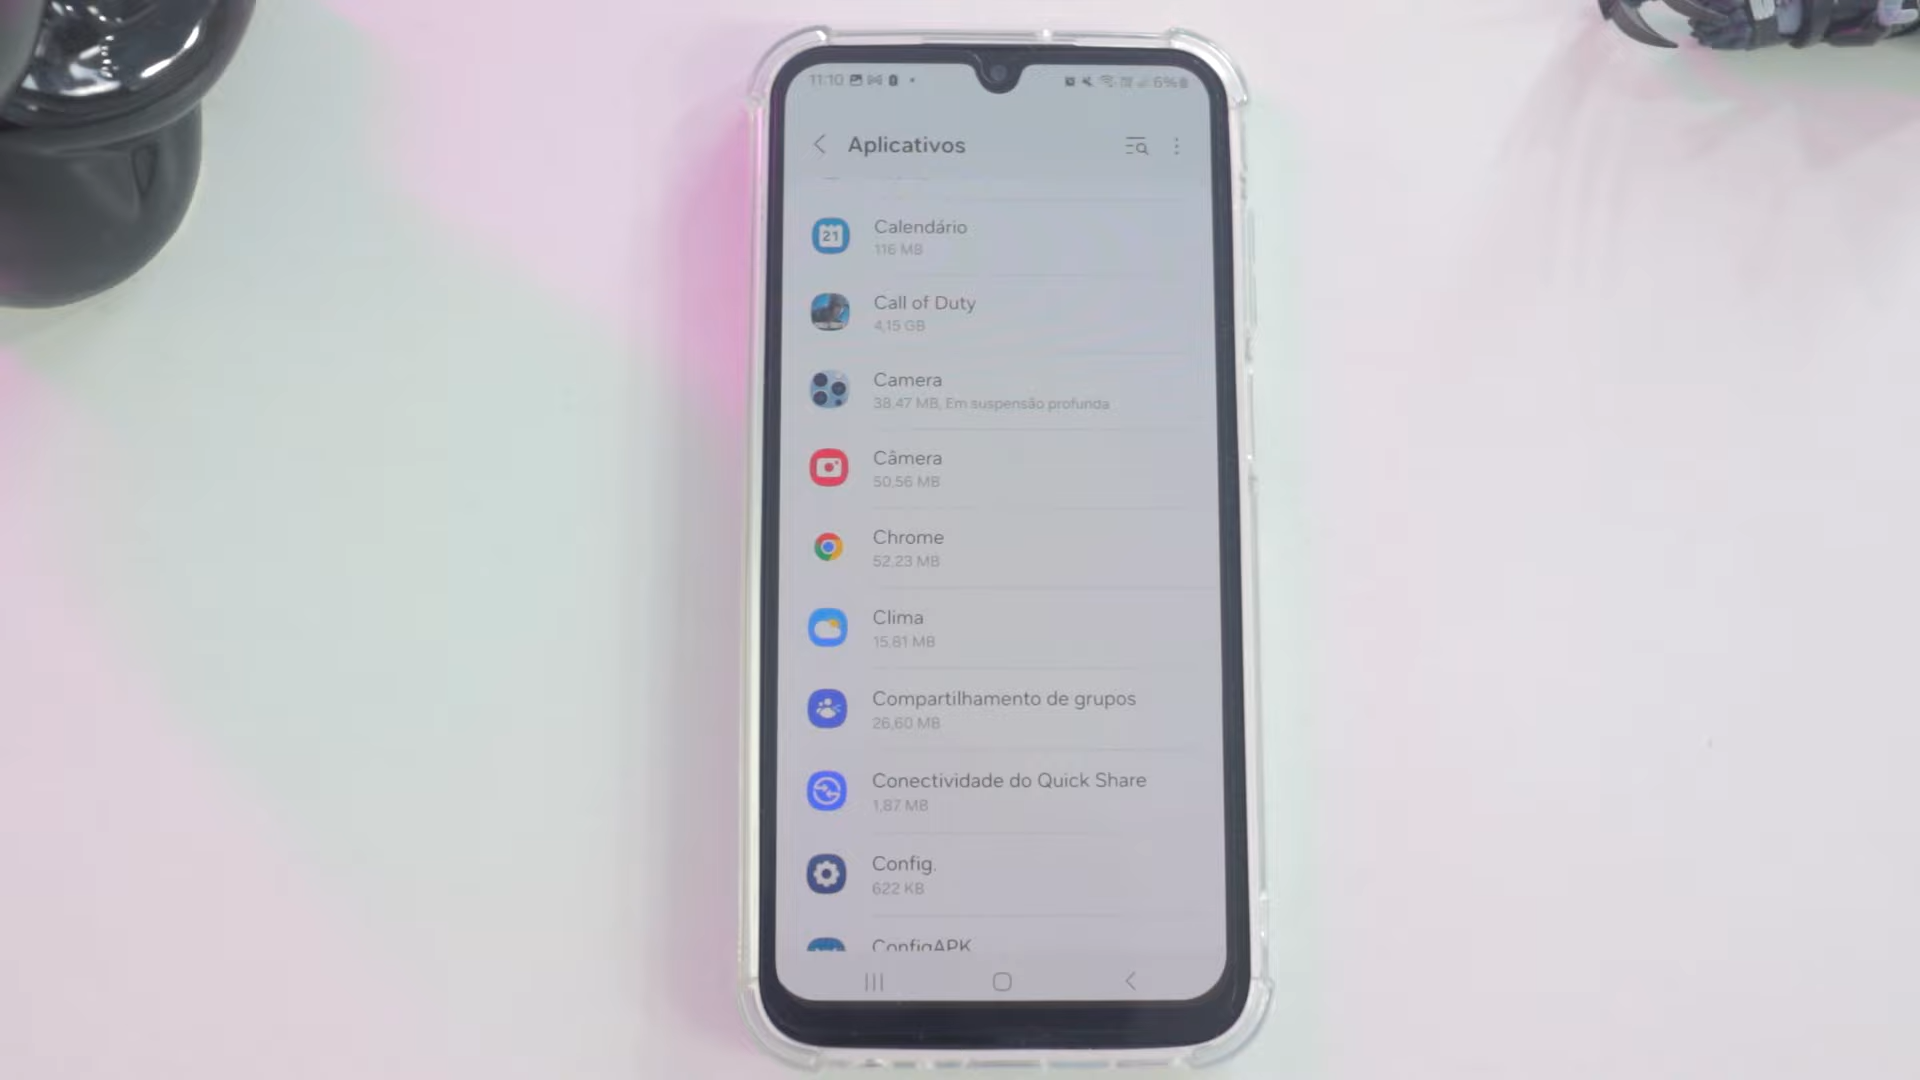 11:10 6%
Aplicativos
21
Calendário
116 MB
Call of Duty
4,15 GB
Camera
38,47 MB, Em suspensão profunda
Câmera
50,56 MB
Chrome
52,23 MB
Clima
15,81 MB
Compartilhamento de grupos
26,60 MB
Conectividade do Quick Share
1,87 MB
Config.
622 KB
ConfigAPK